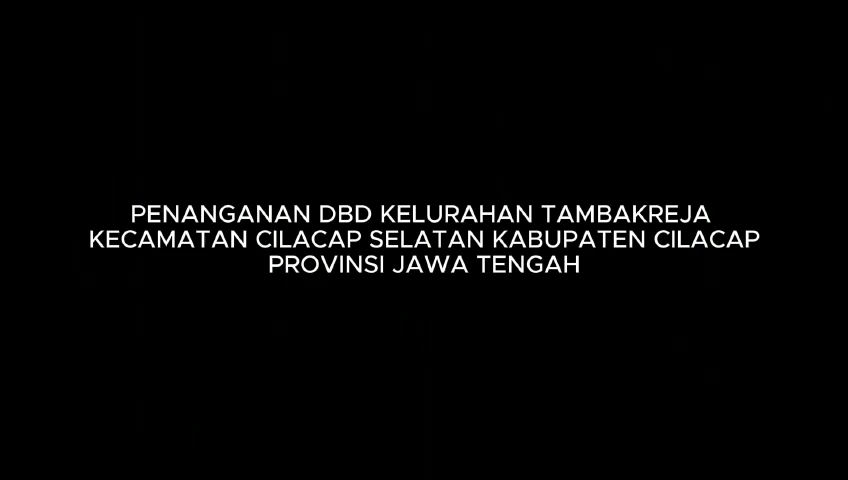 PENANGANAN DBD KELURAHAN TAMBAKREJA
KECAMATAN CILACAP SELATAN KABUPATEN CILACAP
PROVINSI JAWA TENGAH